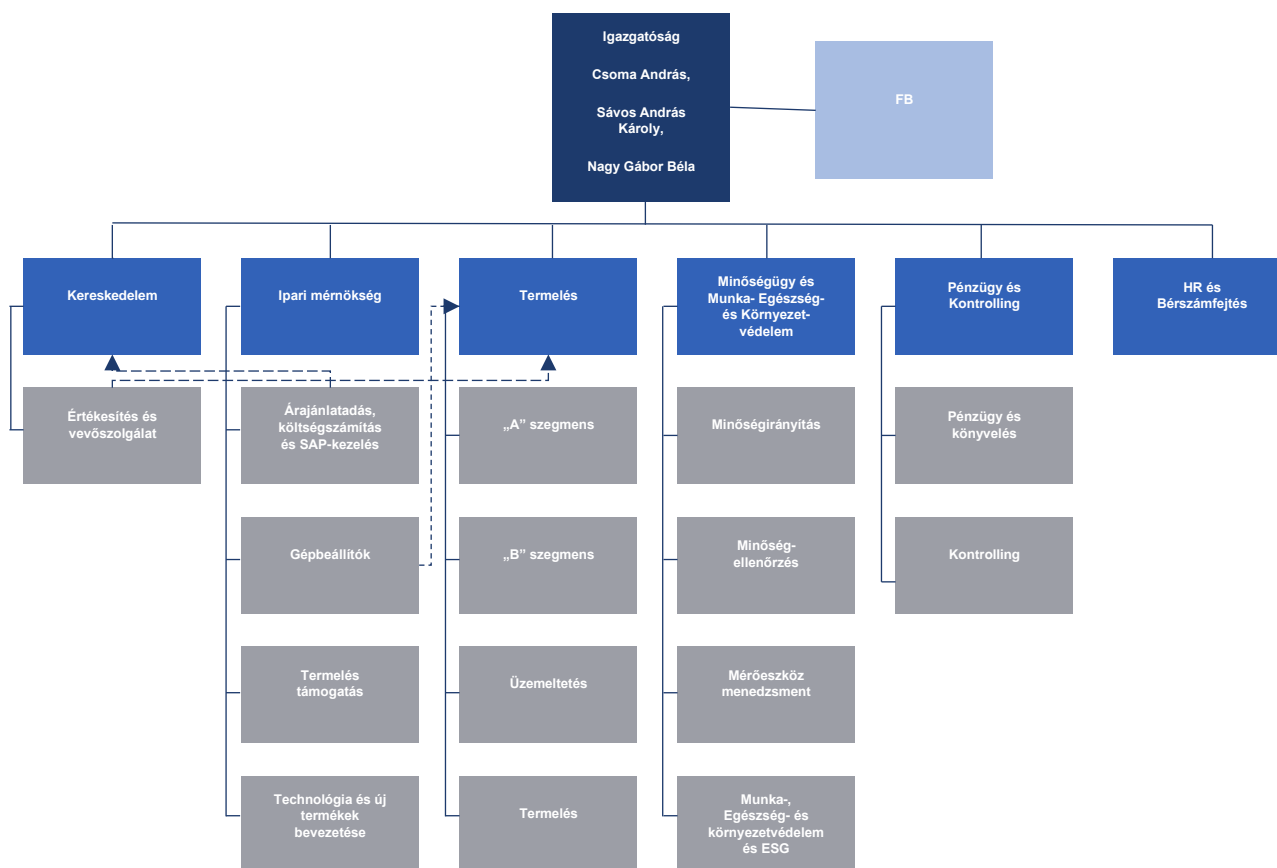 Igazgatóság
Csoma András,
Sávos András
Károly,
Nagy Gábor Béla
FB
Kereskedelem
Ipari mérnökség
Termelés
Minőségügy és
Munka- Egészség-
és Környezet-
védelem
Pénzügy és
Kontrolling
HR és
Bérszámfejtés
Értékesítés és
vevőszolgálat
Árajánlatadás,
költségszámítás
és SAP-kezelés
„A” szegmens
Minőségirányítás
Pénzügy és
könyvelés
Gépbeállítók
„B” szegmens
Minőség-
ellenőrzés
Kontrolling
Termelés
támogatás
Üzemeltetés
Mérőeszköz
menedzsment
Technológia és új
termékek
bevezetése
Termelés
Munka-,
Egészség- és
környezetvédelem
és ESG